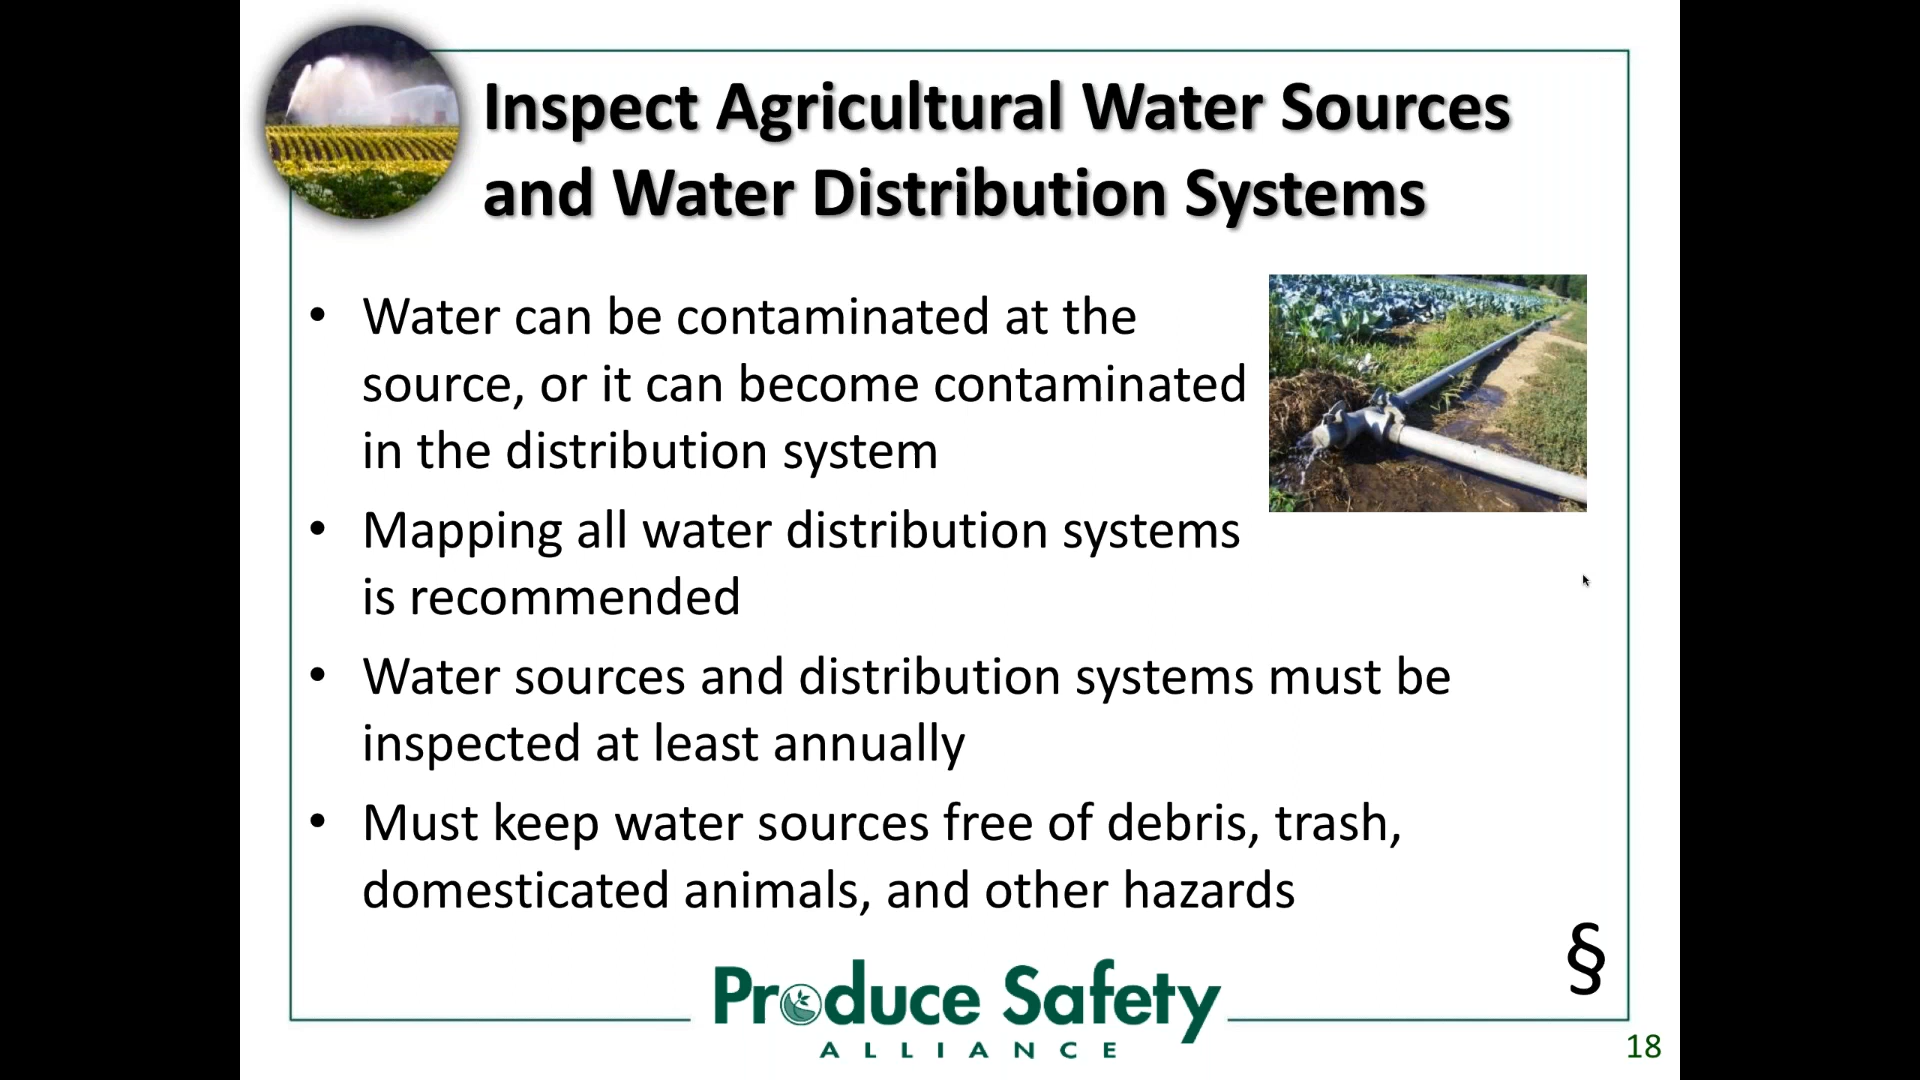 Inspect Agricultural Water Sources
and Water Distribution Systems
• Water can be contaminated at the
source, or it can become contaminated
in the distribution system
• Mapping all water distribution systems
is recommended
• Water sources and distribution systems must be
inspected at least annually
• Must keep water sources free of debris, trash,
domesticated animals, and other hazards
§
Produce Safety
ALLIANCE
18